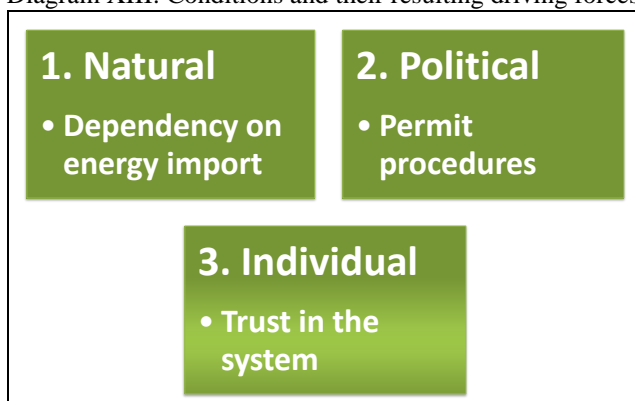 Diagram XIII: Conditions and their resulting driving forces
1. Natural
• Dependency on
energy import
2. Political
• Permit
procedures
3. Individual
• Trust in the
system